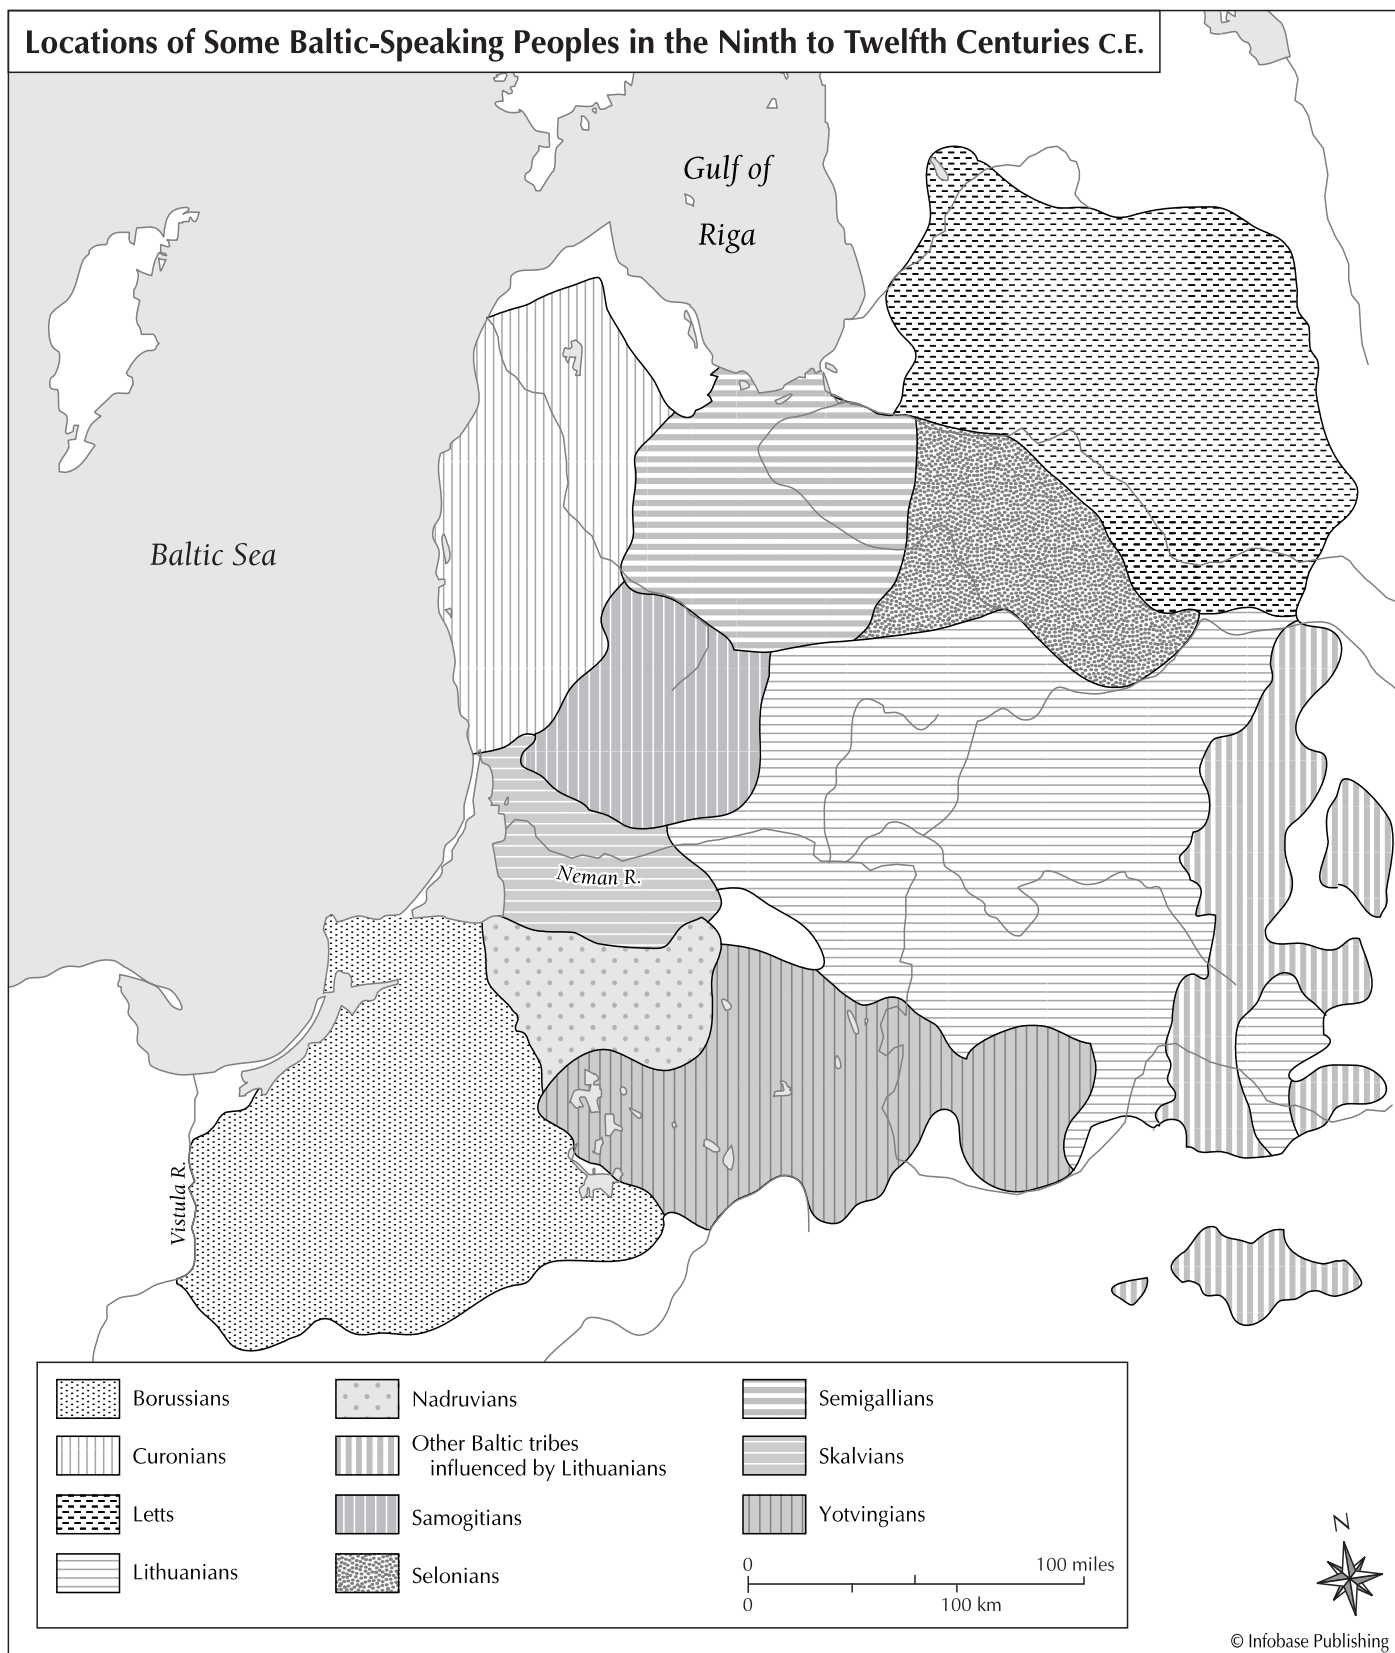 Locations of Some Baltic-Speaking Peoples in the Ninth to Twelfth Centuries C.E.
Gulf of
Riga
Baltic Sea
Neman R.
Vistula R.
Borussians
Curonians
Letts
Lithuanians
Nadruvians
Other Baltic tribes
influenced by Lithuanians
Samogitians
Selonians
Semigallians
Skalvians
Yotvingians
0 100 miles
0 100 km
N
© Infobase Publishing